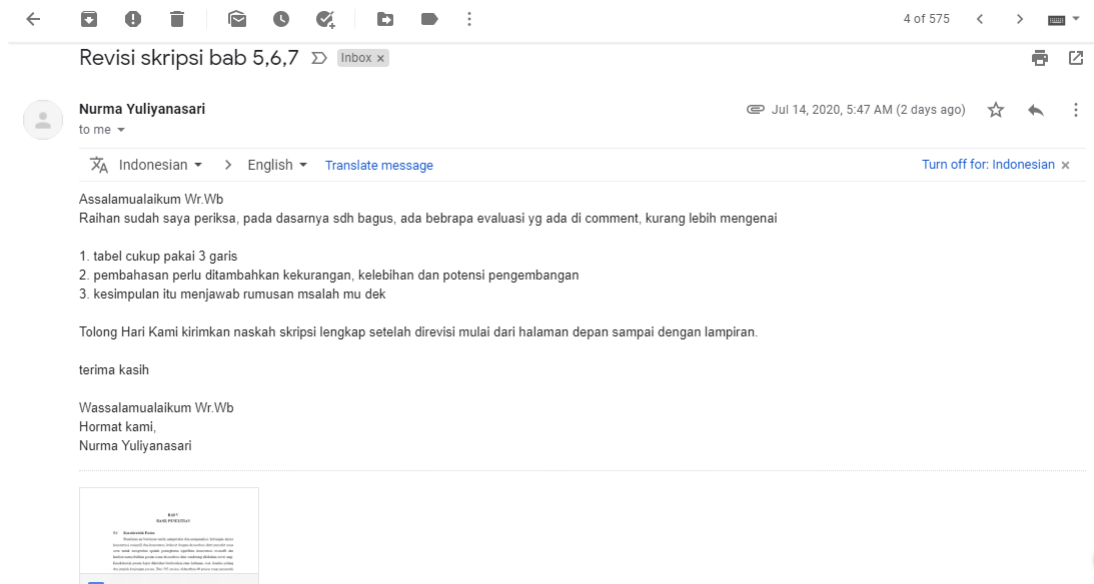 4 of 575
Revisi skripsi bab 5,6,7 Inbox ×
Nurma Yuliyanasari Jul 14, 2020, 5:47 AM (2 days ago)
to me
Indonesian > English Translate message Turn off for: Indonesian ×
Assalamualaikum Wr.Wb
Raihan sudah saya periksa, pada dasarnya sdh bagus, ada bebrapa evaluasi yg ada di comment, kurang lebih mengenai
1. tabel cukup pakai 3 garis
2. pembahasan perlu ditambahkan kekurangan, kelebihan dan potensi pengembangan
3. kesimpulan itu menjawab rumusan msalah mu dek
Tolong Hari Kami kirimkan naskah skripsi lengkap setelah direvisi mulai dari halaman depan sampai dengan lampiran.
terima kasih
Wassalamualaikum Wr.Wb
Hormat kami,
Nurma Yuliyanasari
BAB V
HASIL PENELITIAN